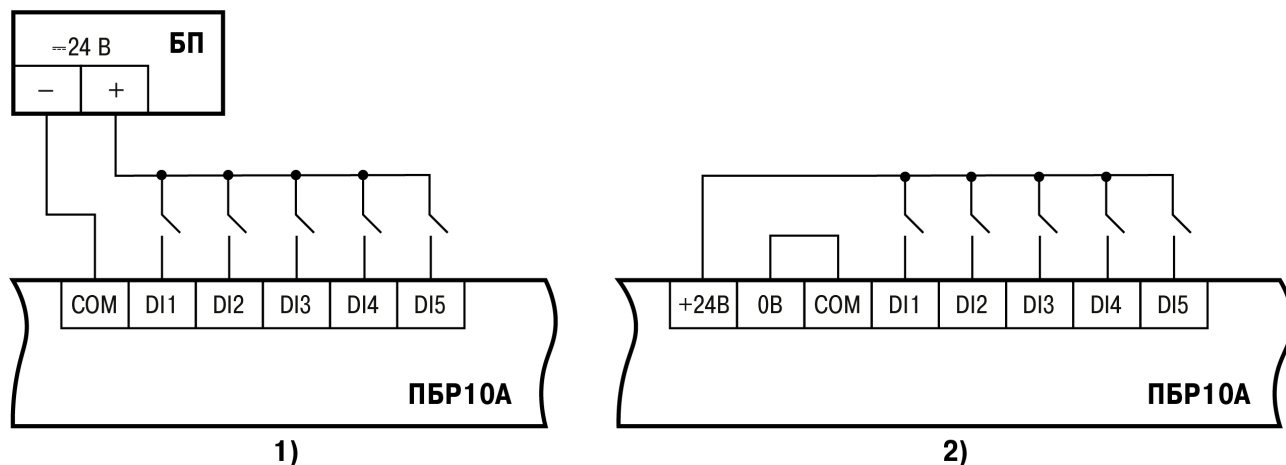 ⎓24 В БП
− +
COM DI1 DI2 DI3 DI4 DI5
ПБР10А
1)
+24В 0В COM DI1 DI2 DI3 DI4 DI5
ПБР10А
2)